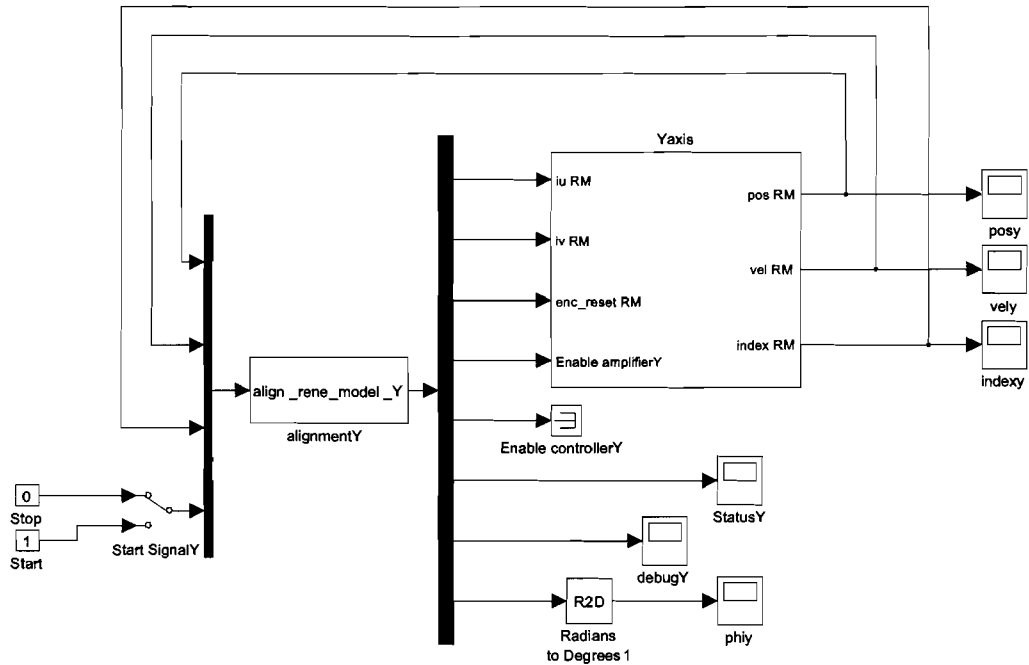 Yaxis
iu RM
iv RM
enc_reset RM
Enable amplifierY
pos RM
vel RM
index RM
posy
vely
indexy
align _rene_model _Y
alignmentY
Enable controllerY
0
Stop
1
Start
Start SignalY
StatusY
debugY
R2D
Radians
to Degrees 1
phiy